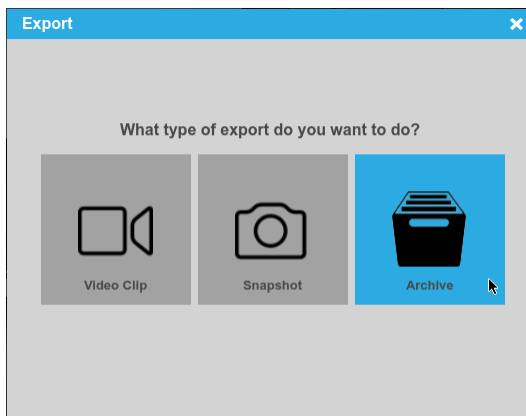 Export
What type of export do you want to do?
Video Clip
Snapshot
Archive